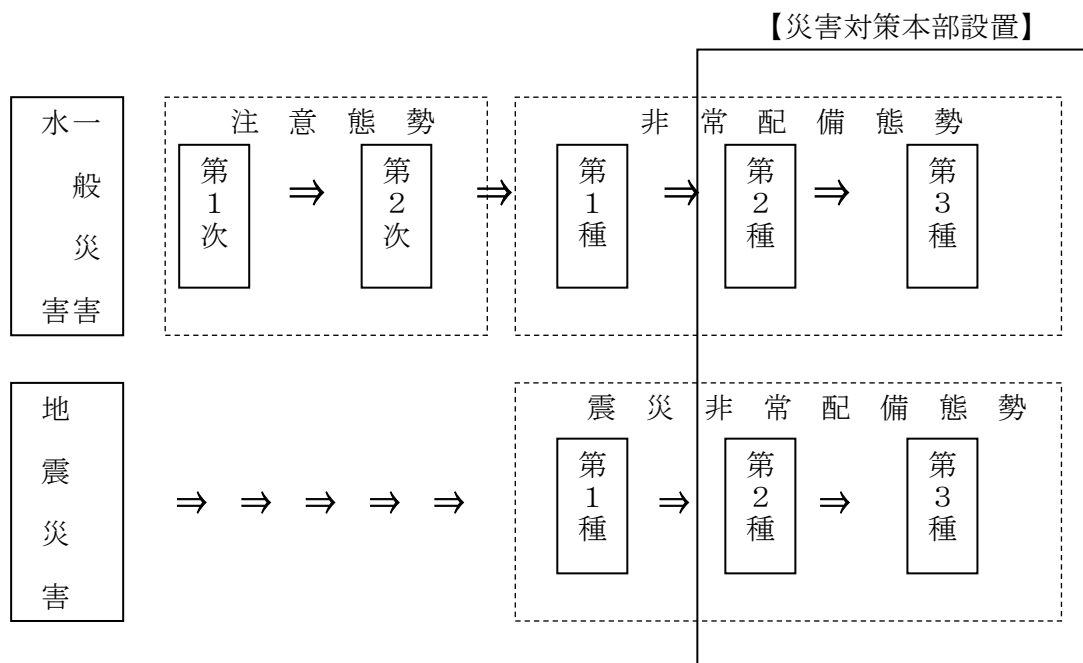 【災害対策本部設置】
一般災害
水害
注意態勢
第1次
⇒
第2次
⇒
非常配備態勢
第1種
⇒
第2種
⇒
第3種
地震災害
⇒ ⇒ ⇒ ⇒ ⇒
震災非常配備態勢
第1種
⇒
第2種
⇒
第3種